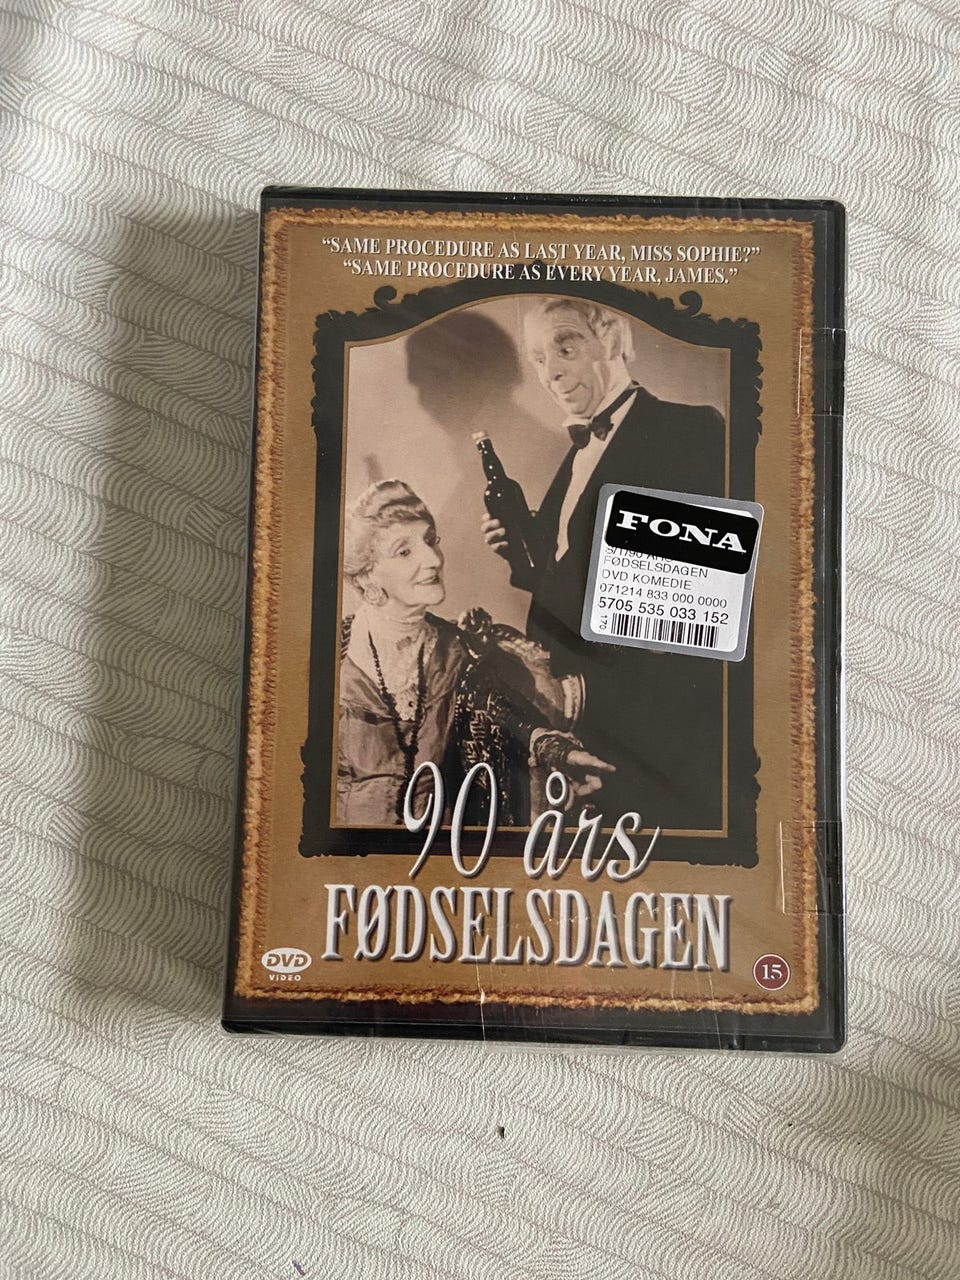 “SAME PROCEDURE AS LAST YEAR, MISS SOPHIE?”
“SAME PROCEDURE AS EVERY YEAR, JAMES.”
FONA
FØDSELSDAGEN
DVD KOMEDIE
071214 833 000 0000
5705 535 033 152
170
90 års
FØDSELSDAGEN
DVD
VIDEO
15